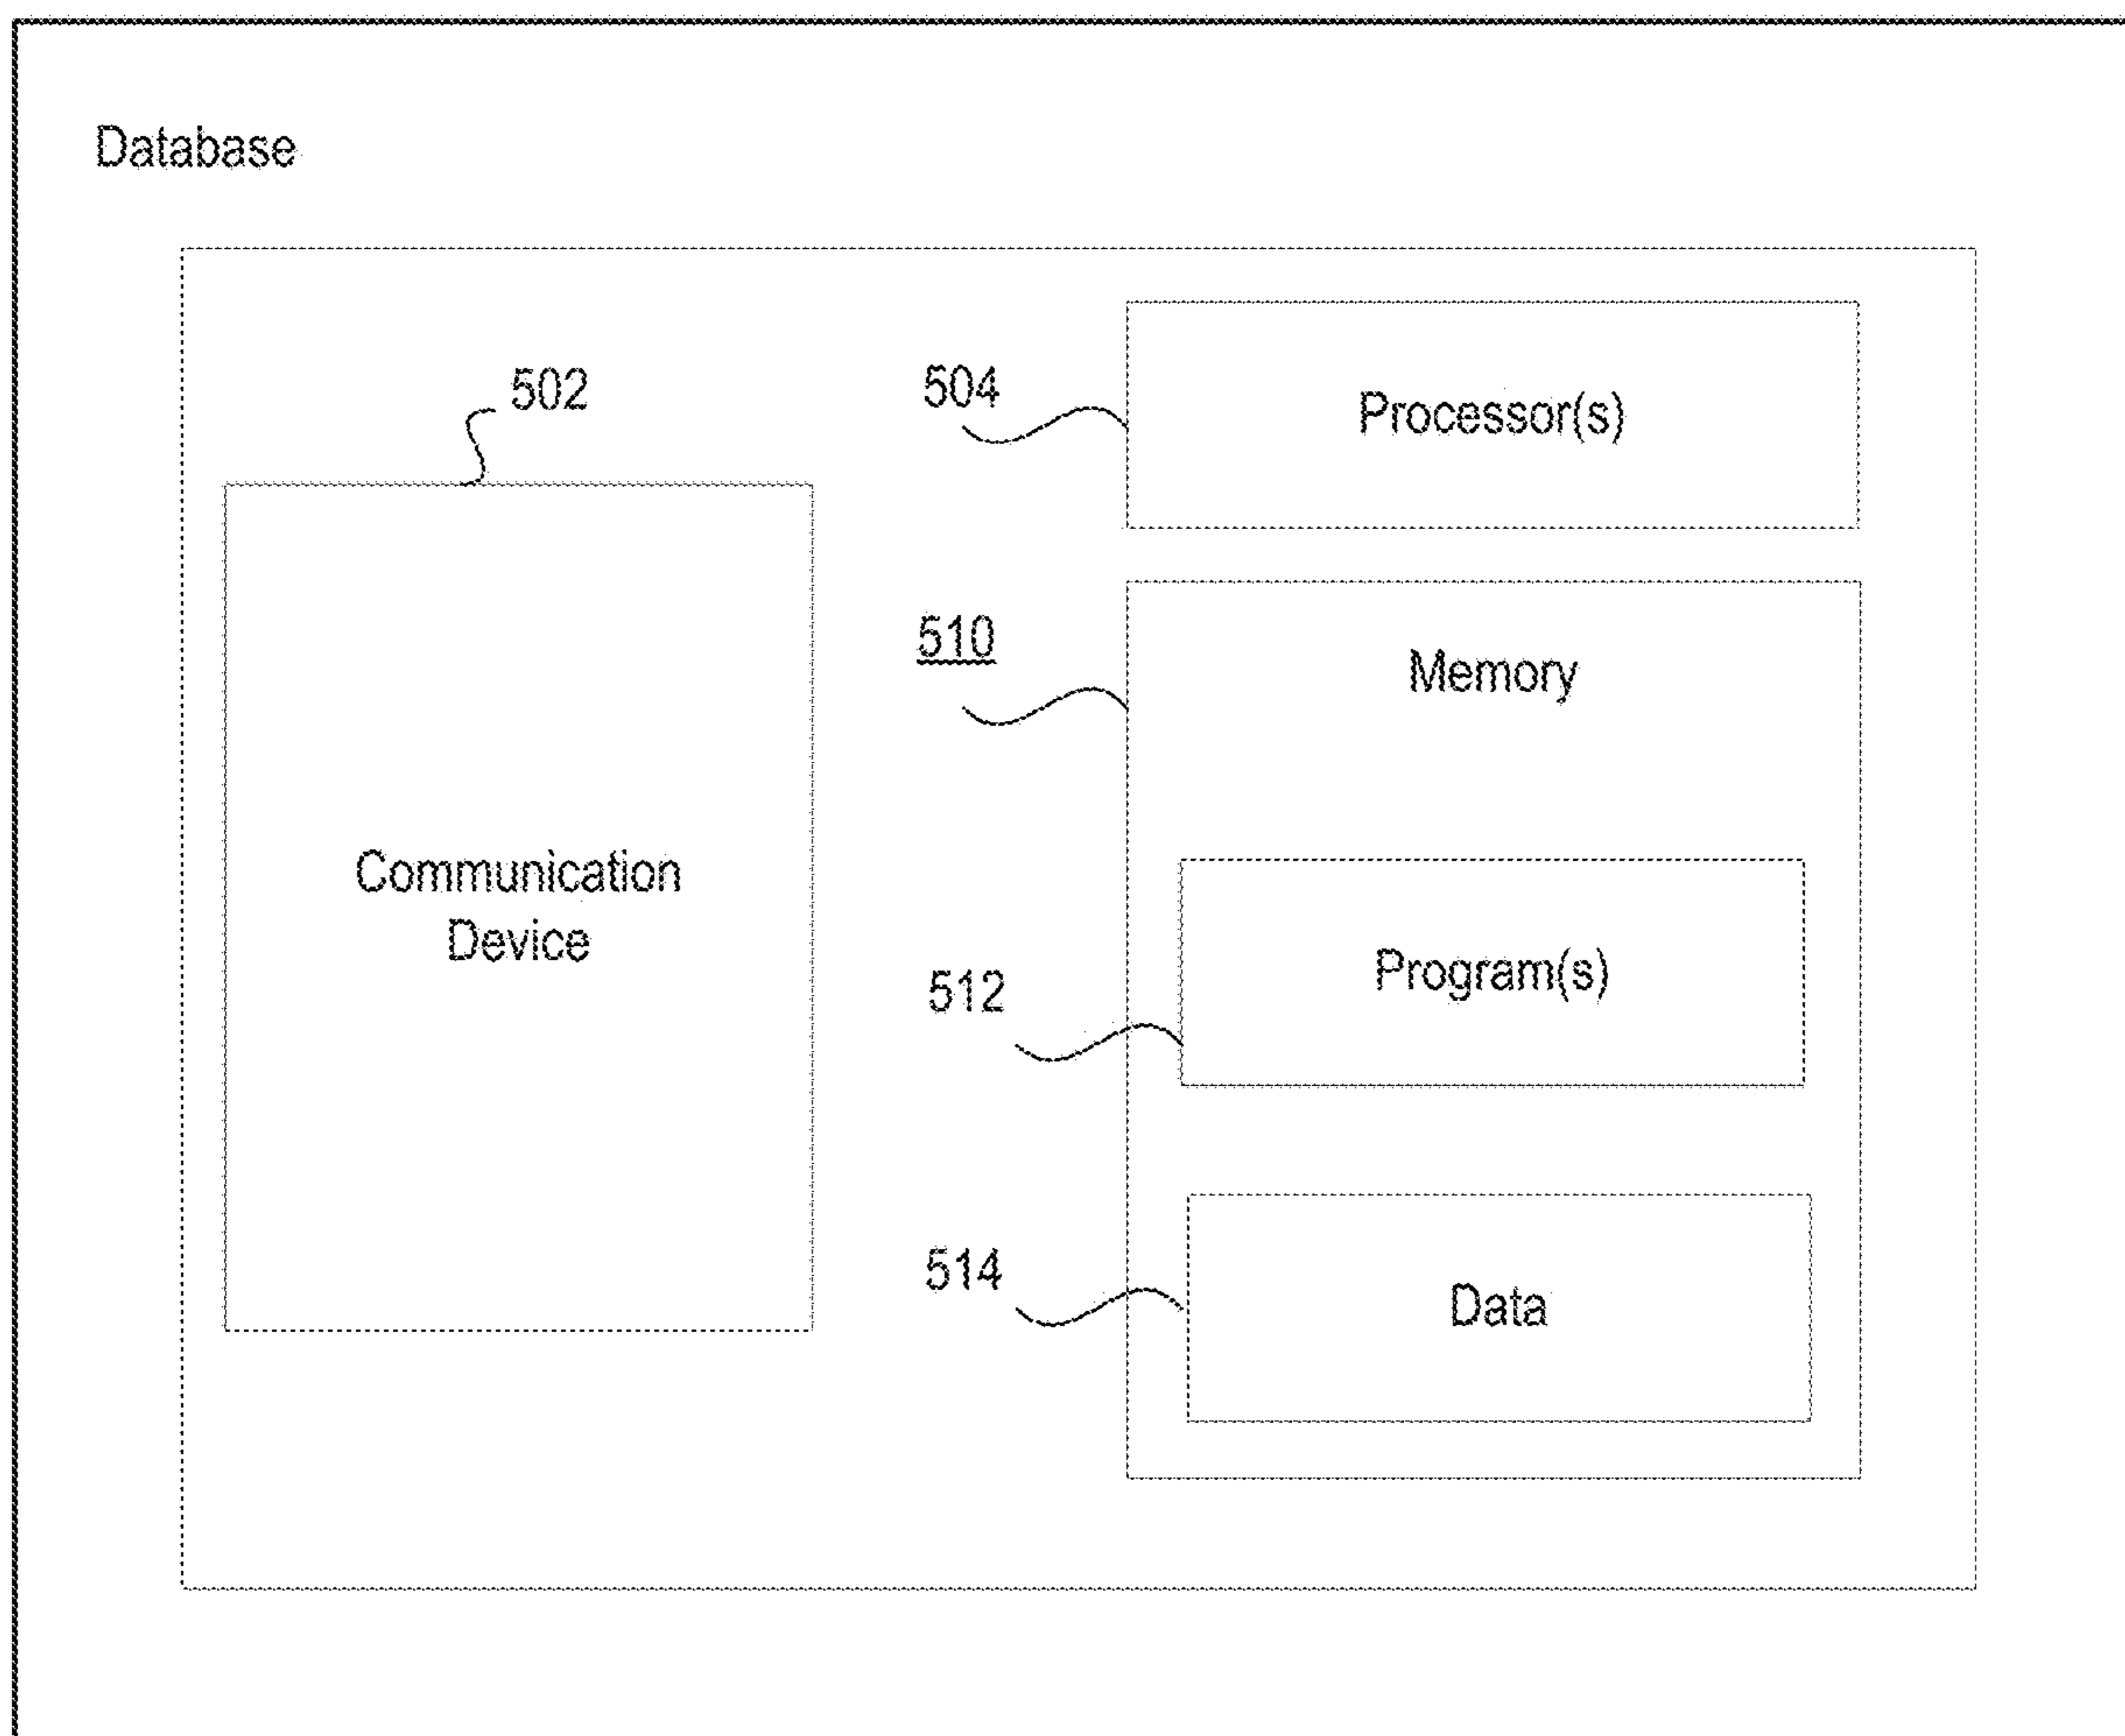 Database
502
504
Processor(s)
510
Memory
Communication
Device
512
Program(s)
514
Data